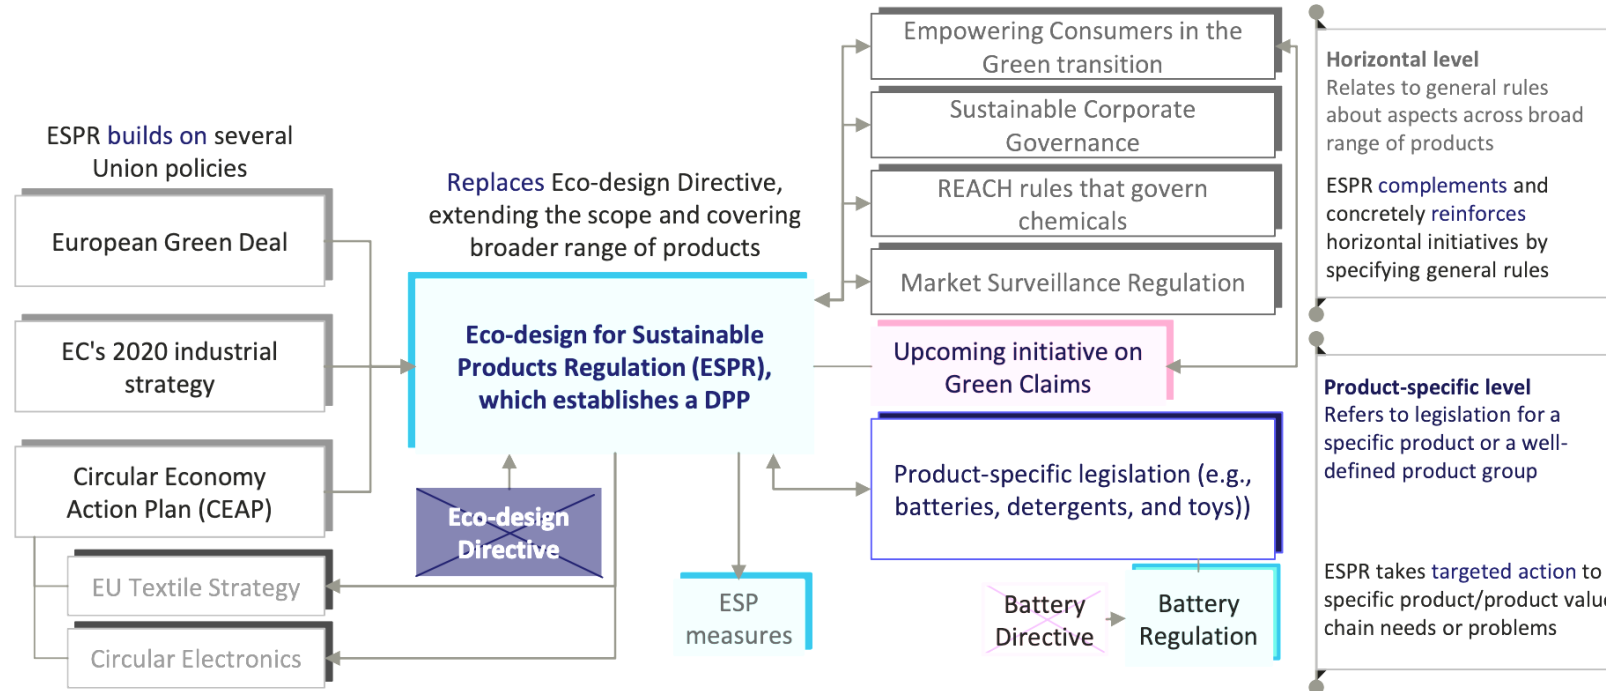 ESPR builds on several
Union policies
European Green Deal
EC's 2020 industrial
strategy
Circular Economy
Action Plan (CEAP)
EU Textile Strategy
Circular Electronics
Replaces Eco-design Directive,
extending the scope and covering
broader range of products
Eco-design for Sustainable
Products Regulation (ESPR),
which establishes a DPP
Eco-design
Directive
ESP
measures
Empowering Consumers in the
Green transition
Sustainable Corporate
Governance
REACH rules that govern
chemicals
Market Surveillance Regulation
Upcoming initiative on
Green Claims
Product-specific legislation (e.g.,
batteries, detergents, and toys))
Battery
Directive
Battery
Regulation
Horizontal level
Relates to general rules
about aspects across broad
range of products
ESPR complements and
concretely reinforces
horizontal initiatives by
specifying general rules
Product-specific level
Refers to legislation for a
specific product or a well-
defined product group
ESPR takes targeted action to
specific product/product value
chain needs or problems